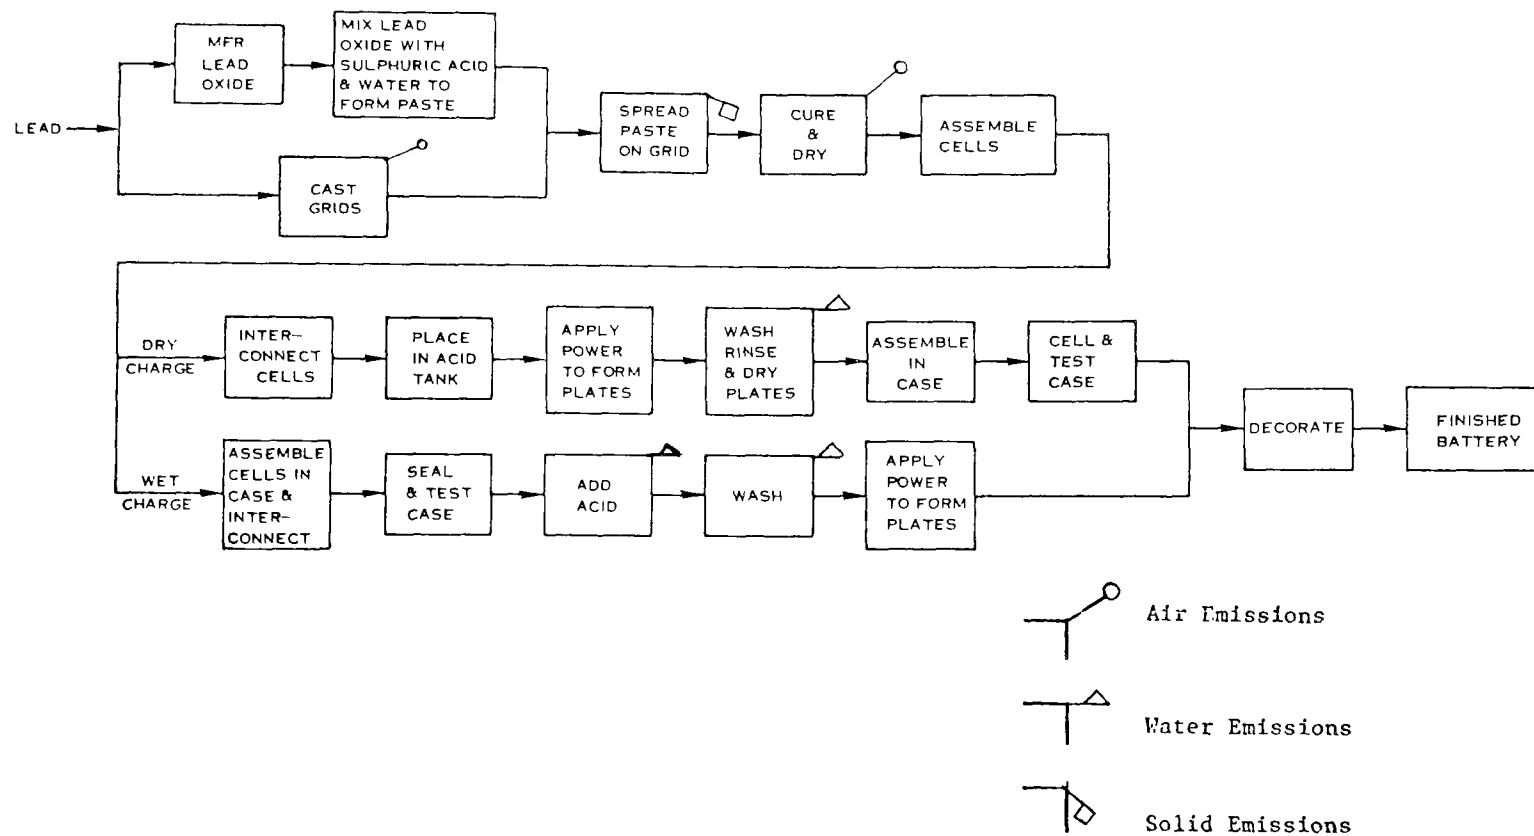 MFR
LEAD
OXIDE
MIX LEAD
OXIDE WITH
SULPHURIC ACID
& WATER TO
FORM PASTE
LEAD
CAST
GRIDS
SPREAD
PASTE
ON GRID
CURE
&
DRY
ASSEMBLE
CELLS
DRY
CHARGE
INTER-
CONNECT
CELLS
PLACE
IN ACID
TANK
APPLY
POWER
TO FORM
PLATES
WASH
RINSE
& DRY
PLATES
ASSEMBLE
IN
CASE
CELL &
TEST
CASE
WET
CHARGE
ASSEMBLE
CELLS IN
CASE &
INTER-
CONNECT
SEAL
& TEST
CASE
ADD
ACID
WASH
APPLY
POWER
TO FORM
PLATES
DECORATE
FINISHED
BATTERY
Air Emissions
Water Emissions
Solid Emissions